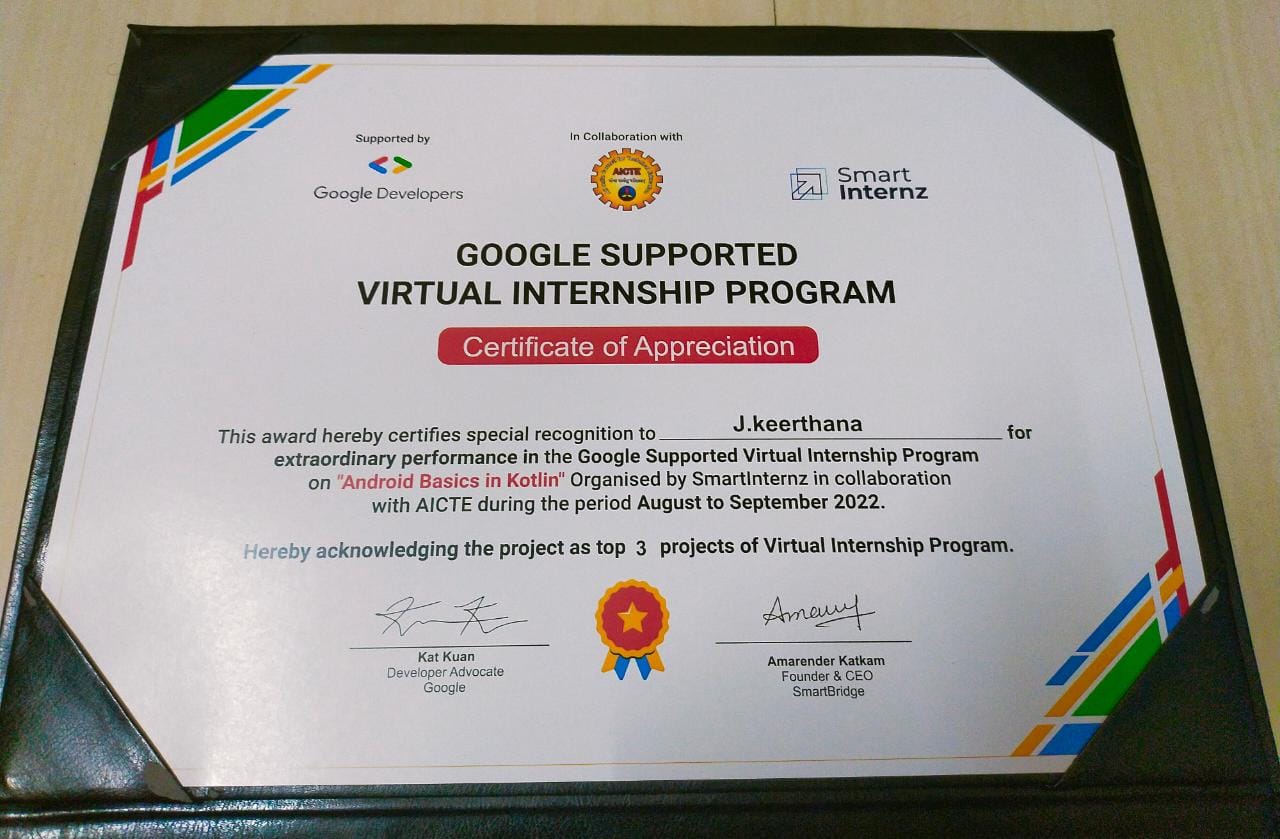 Supported by
Google Developers
In Collaboration with
AICTE
Smart
Internz
GOOGLE SUPPORTED
VIRTUAL INTERNSHIP PROGRAM
Certificate of Appreciation
This award hereby certifies special recognition to J.keerthana for
extraordinary performance in the Google Supported Virtual Internship Program
on "Android Basics in Kotlin" Organised by SmartInternz in collaboration
with AICTE during the period August to September 2022.
Hereby acknowledging the project as top 3 projects of Virtual Internship Program.
Kat Kuan
Developer Advocate
Google
Amarender Katkam
Founder & CEO
SmartBridge